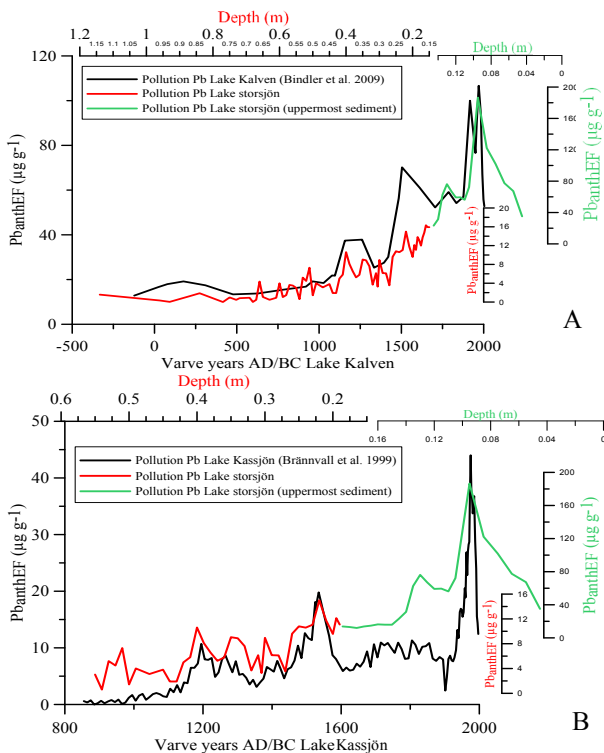 Depth (m)
1.2 1 0.8 0.6 0.4 0.2
1.15 1.1 1.05 0.95 0.9 0.85 0.75 0.7 0.65 0.55 0.5 0.45 0.35 0.3 0.25 0.15
Depth (m)
0.12 0.09 0.06 0.03 0
Pollution Pb Lake Kalven (Bindler et al. 2009)
Pollution Pb Lake storsjön
Pollution Pb Lake storsjön (uppermost sediment)
PbanthEF (µg g-1)
120
80
40
0
200
160
120
80
40
0
PbanthEF (µg g-1)
20
16
12
8
4
0
PbanthEF (µg g-1)
A
-500 0 500 1000 1500 2000
Varve years AD/BC Lake Kalven
Depth (m)
0.6 0.5 0.4 0.3 0.2
Depth (m)
0.16 0.12 0.08 0.04 0
Pollution Pb Lake Kassjön (Brännvall et al. 1999)
Pollution Pb Lake storsjön
Pollution Pb Lake storsjön (uppermost sediment)
PbanthEF (µg g-1)
50
40
30
20
10
0
200
160
120
80
40
0
PbanthEF (µg g-1)
16
12
8
4
0
PbanthEF (µg g-1)
B
800 1200 1600 2000
Varve years AD/BC Lake Kassjön